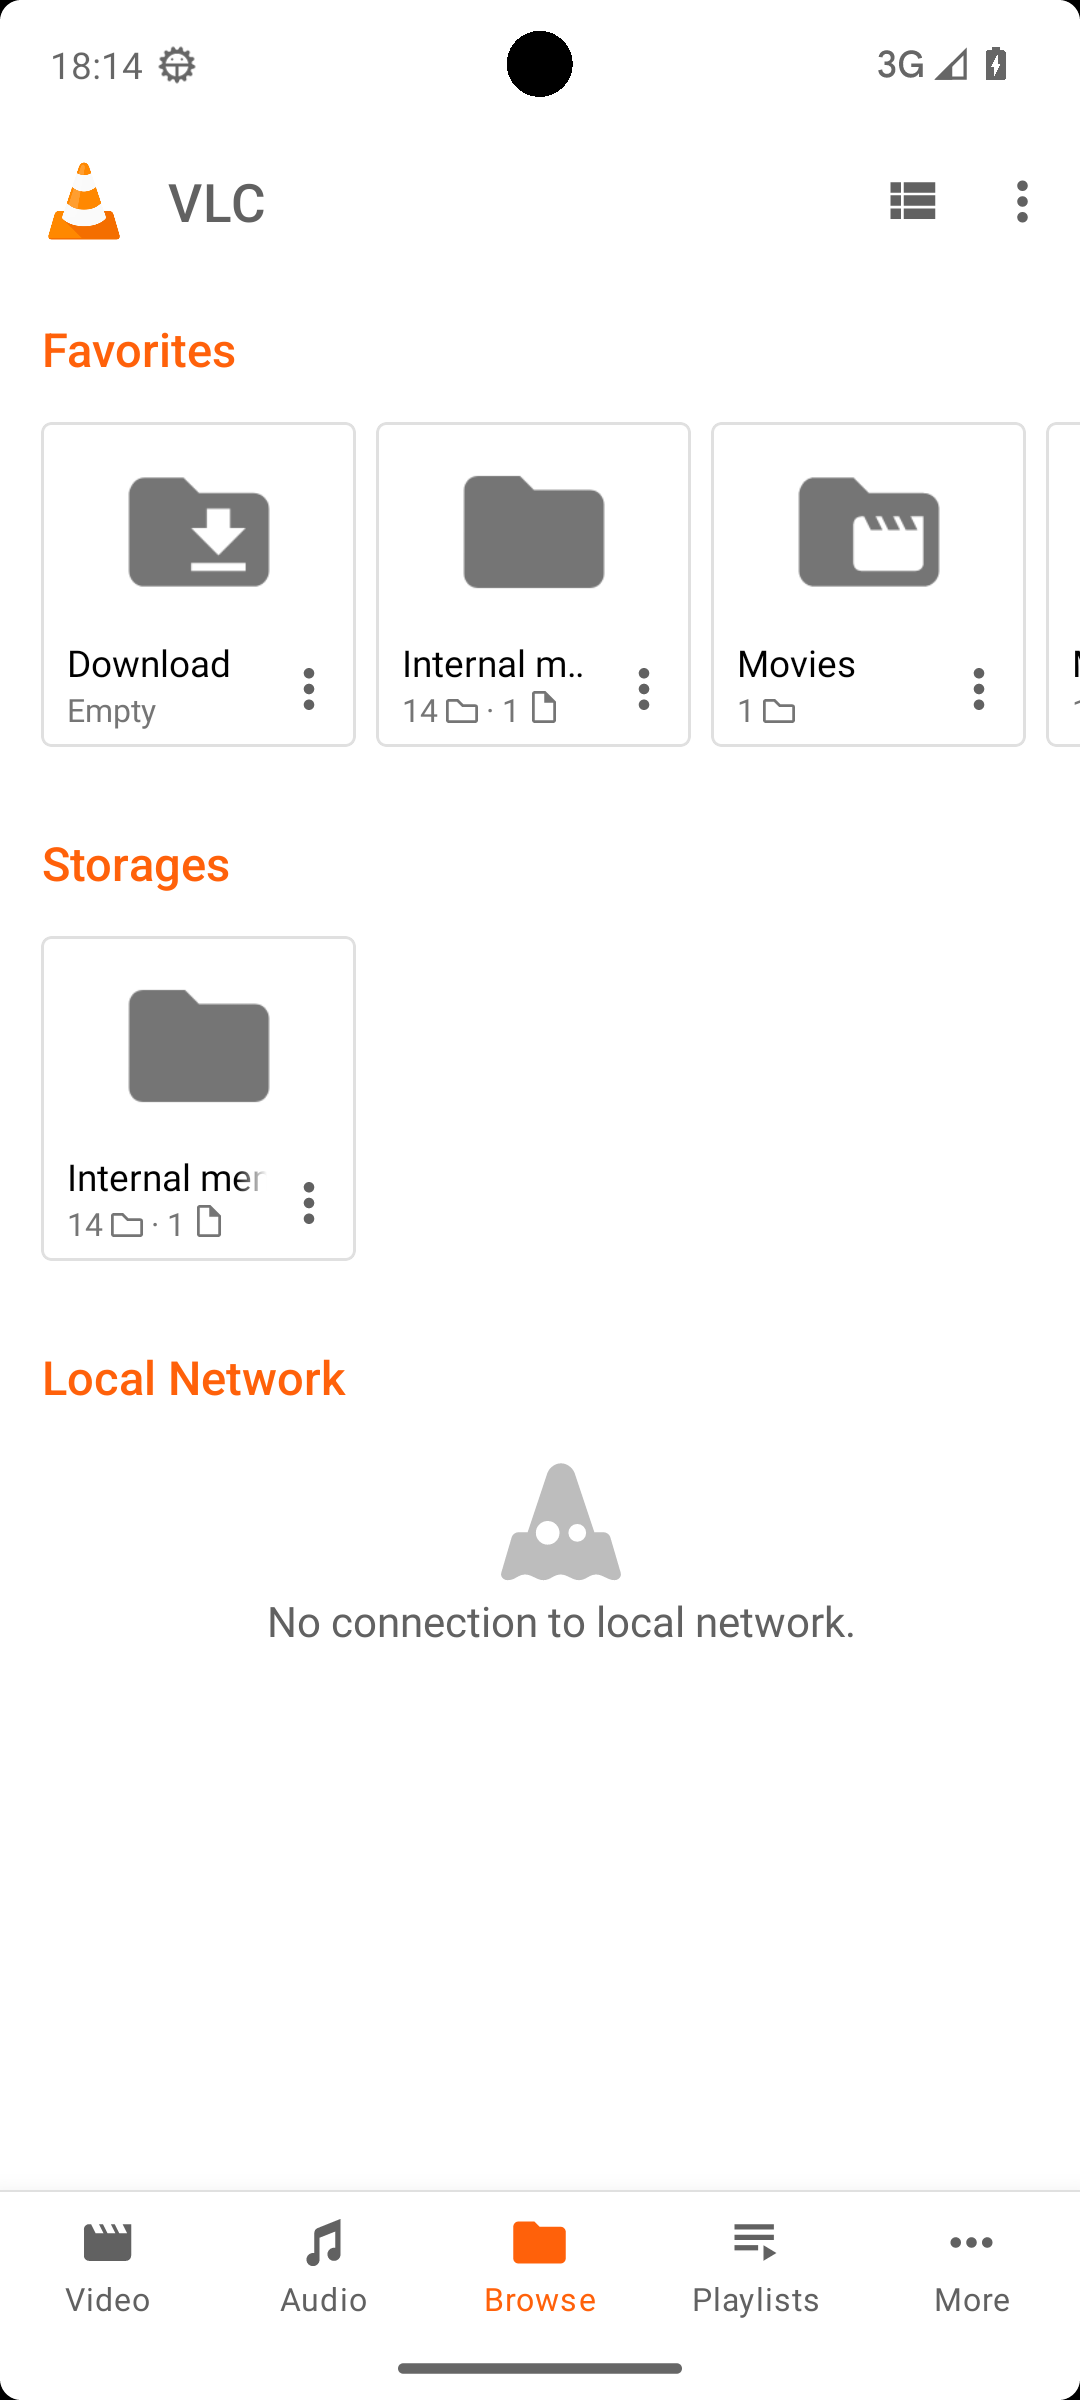 18:14
3G
VLC
Favorites
Download
Empty
Internal m..
14 · 1
Movies
1
Storages
Internal mer
14 · 1
Local Network
No connection to local network.
Video
Audio
Browse
Playlists
More